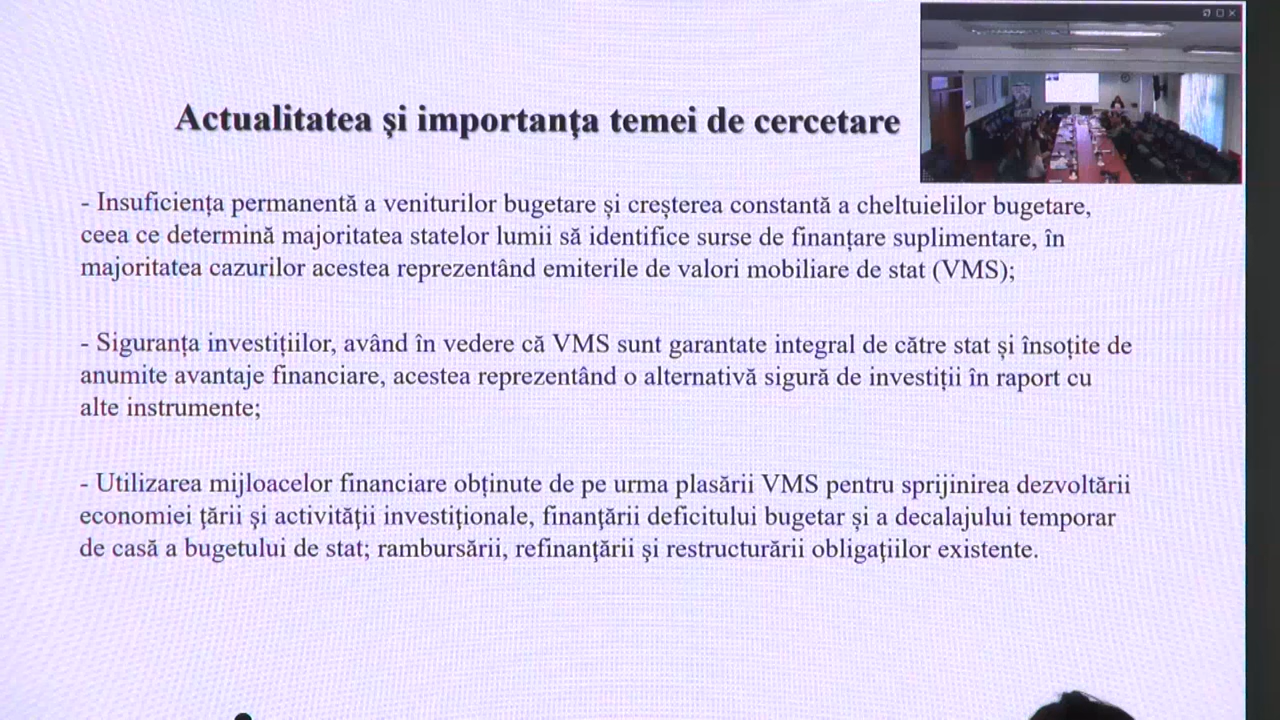 Actualitatea și importanța temei de cercetare
- Insuficiența permanentă a veniturilor bugetare și creșterea constantă a cheltuielilor bugetare,
ceea ce determină majoritatea statelor lumii să identifice surse de finanțare suplimentare, în
majoritatea cazurilor acestea reprezentând emiterile de valori mobiliare de stat (VMS);
- Siguranța investițiilor, având în vedere că VMS sunt garantate integral de către stat și însoțite de
anumite avantaje financiare, acestea reprezentând o alternativă sigură de investiții în raport cu
alte instrumente;
- Utilizarea mijloacelor financiare obținute de pe urma plasării VMS pentru sprijinirea dezvoltării
economiei ţării şi activităţii investiţionale, finanţării deficitului bugetar și a decalajului temporar
de casă a bugetului de stat; rambursării, refinanţării şi restructurării obligaţiilor existente.